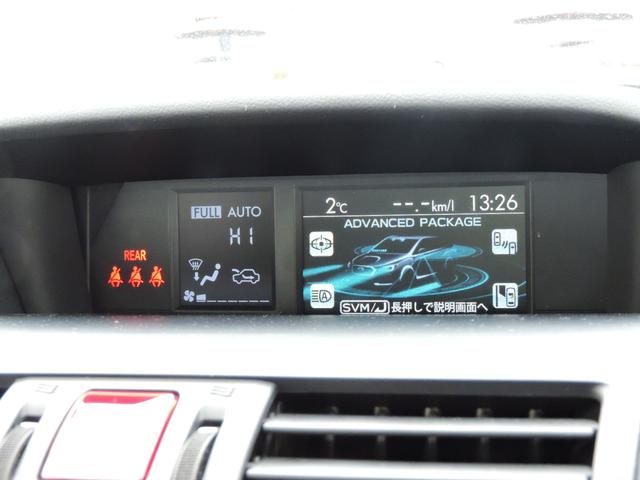 FULL AUTO
HI
REAR
2℃ --.-km/l 13:26
ADVANCED PACKAGE
A
SVM/↲ 長押しで説明画面へ